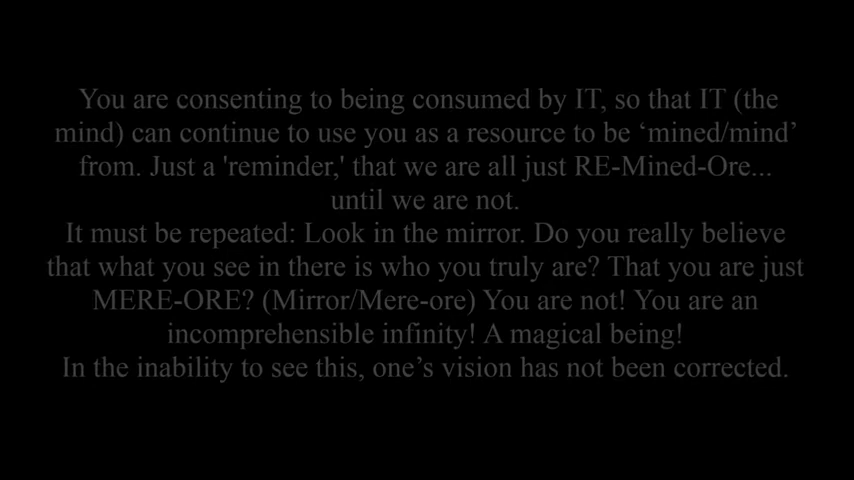 You are consenting to being consumed by IT, so that IT (the
mind) can continue to use you as a resource to be ‘mined/mind’
from. Just a 'reminder,' that we are all just RE-Mined-Ore...
until we are not.
It must be repeated: Look in the mirror. Do you really believe
that what you see in there is who you truly are? That you are just
MERE-ORE? (Mirror/Mere-ore) You are not! You are an
incomprehensible infinity! A magical being!
In the inability to see this, one’s vision has not been corrected.